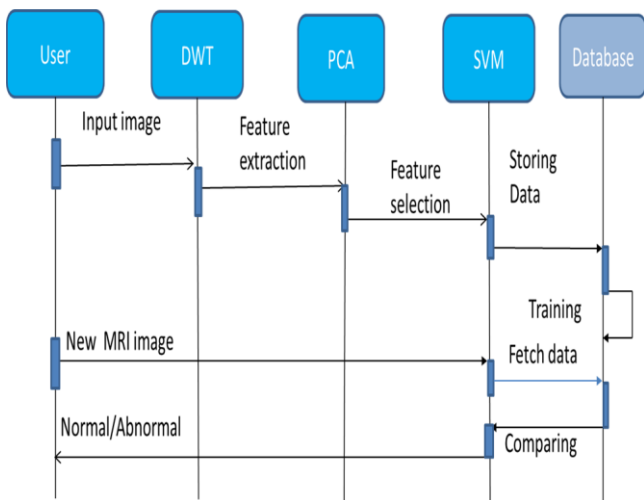 User
DWT
PCA
SVM
Database
Input image
Feature
extraction
Feature
selection
Storing
Data
Training
New MRI image
Fetch data
Normal/Abnormal
Comparing